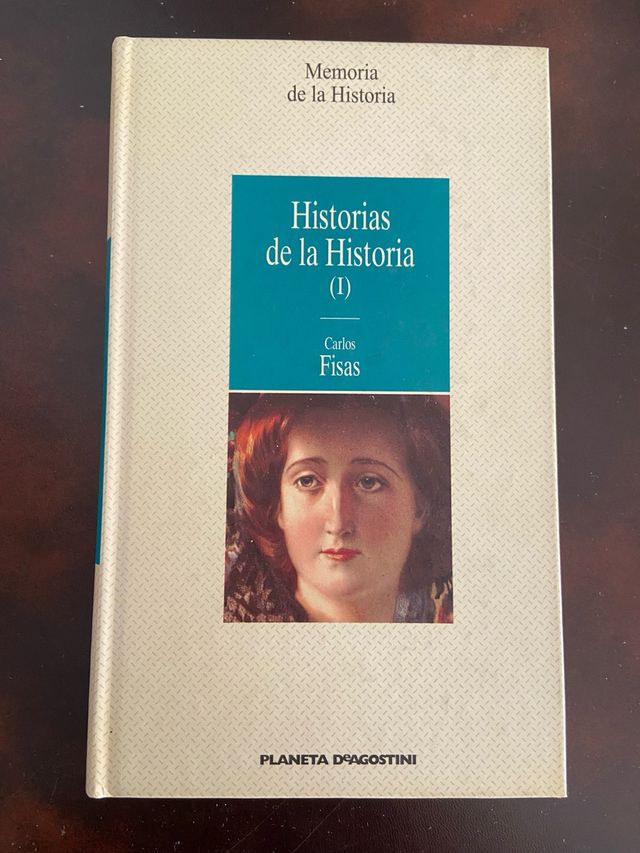 Memoria
de la Historia
Historias
de la Historia
(I)
Carlos
Fisas
PLANETA DeAGOSTINI